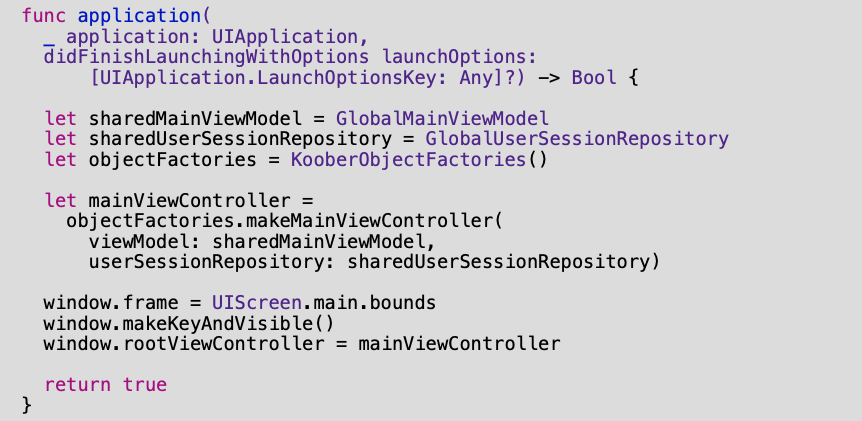 func application(
_ application: UIApplication,
didFinishLaunchingWithOptions launchOptions:
[UIApplication.LaunchOptionsKey: Any]?) -> Bool {
let sharedMainViewModel = GlobalMainViewModel
let sharedUserSessionRepository = GlobalUserSessionRepository
let objectFactories = KooberObjectFactories()
let mainViewController =
objectFactories.makeMainViewController(
viewModel: sharedMainViewModel,
userSessionRepository: sharedUserSessionRepository)
window.frame = UIScreen.main.bounds
window.makeKeyAndVisible()
window.rootViewController = mainViewController
return true
}